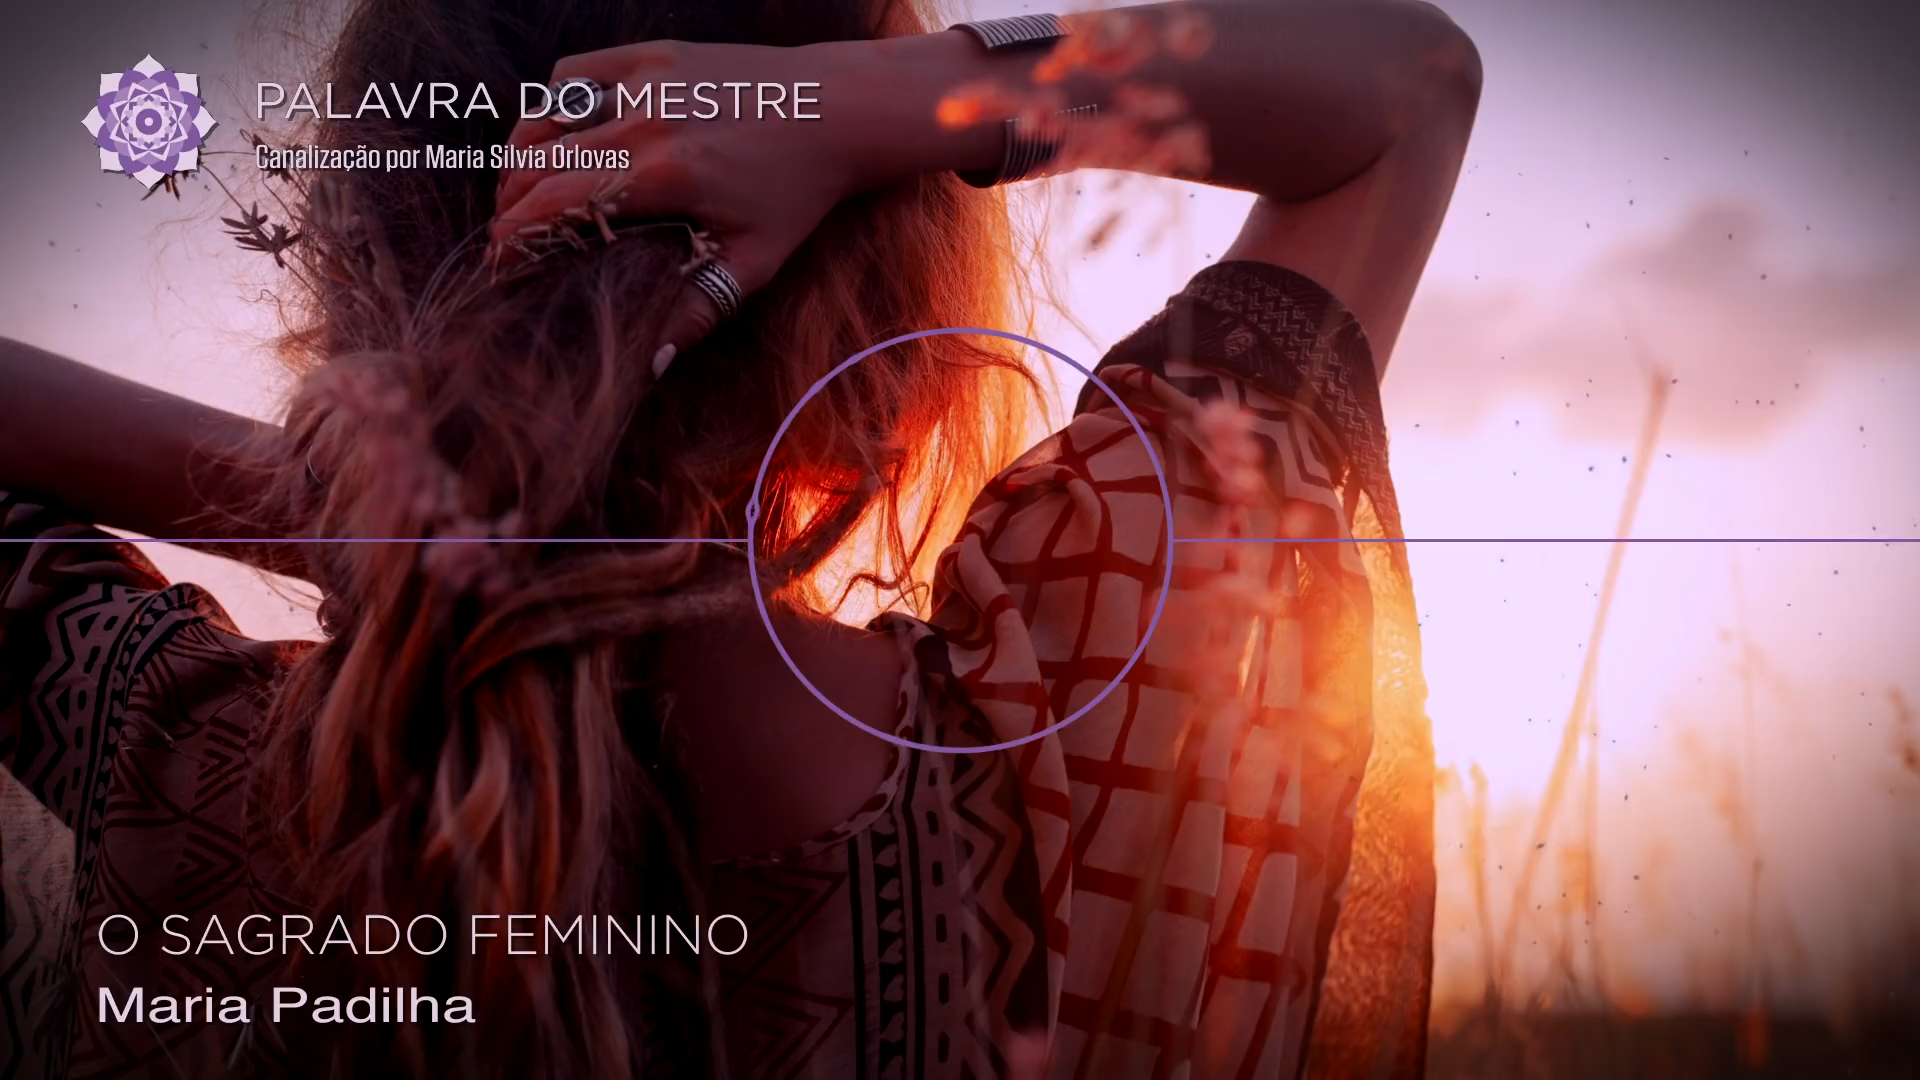 PALAVRA DO MESTRE
Canalização por Maria Silvia Orlovas
O SAGRADO FEMININO
Maria Padilha